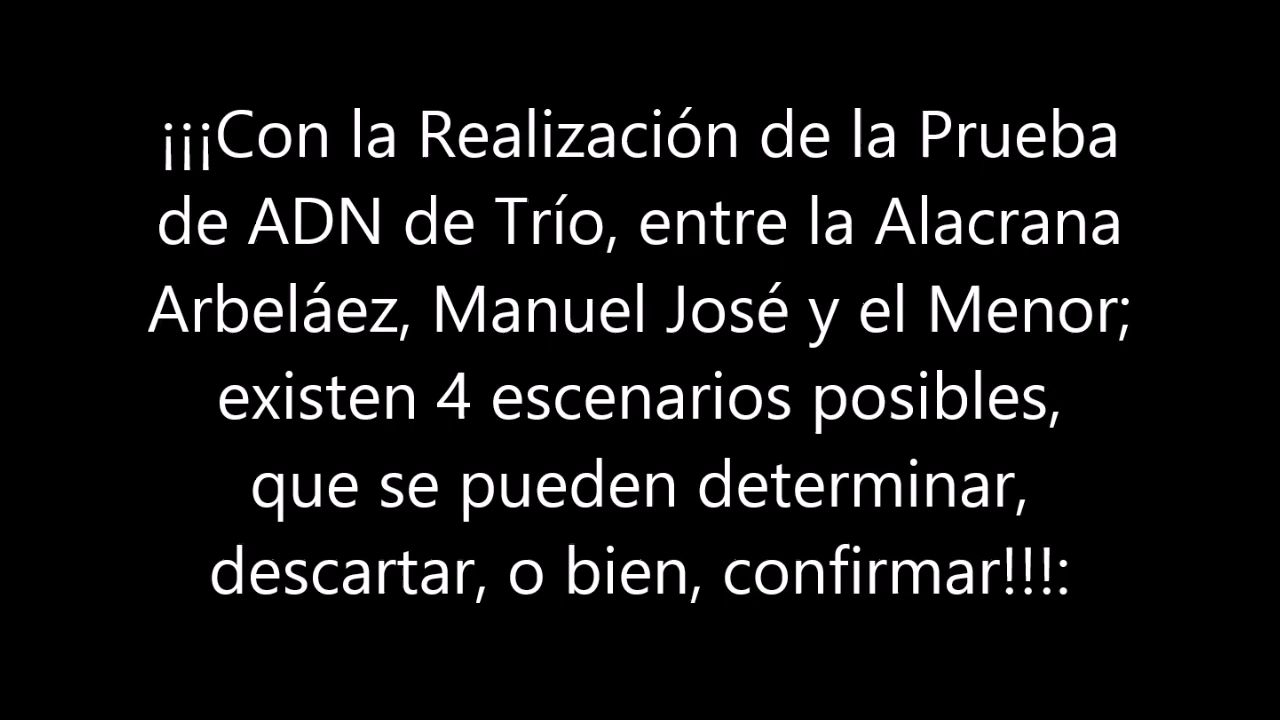 ¡¡¡Con la Realización de la Prueba
de ADN de Trío, entre la Alacrana
Arbeláez, Manuel José y el Menor;
existen 4 escenarios posibles,
que se pueden determinar,
descartar, o bien, confirmar!!!: